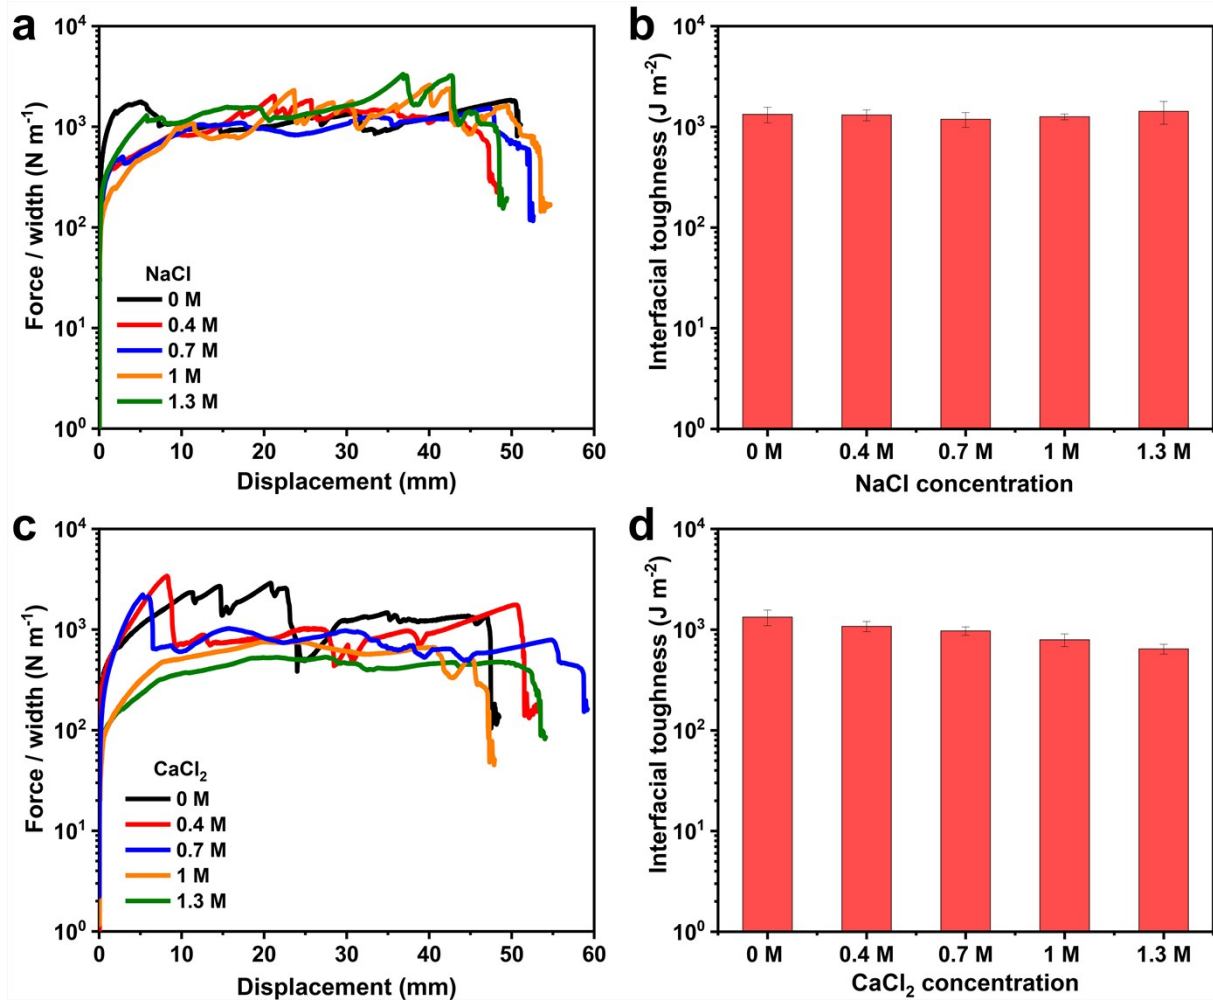 a
Force / width (N m⁻¹)
10⁴
10³
10²
10¹
10⁰
NaCl
0 M
0.4 M
0.7 M
1 M
1.3 M
0 10 20 30 40 50 60
Displacement (mm)
b
Interfacial toughness (J m⁻²)
10⁴
10³
10²
10¹
10⁰
0 M 0.4 M 0.7 M 1 M 1.3 M
NaCl concentration
c
Force / width (N m⁻¹)
10⁴
10³
10²
10¹
10⁰
CaCl₂
0 M
0.4 M
0.7 M
1 M
1.3 M
0 10 20 30 40 50 60
Displacement (mm)
d
Interfacial toughness (J m⁻²)
10⁴
10³
10²
10¹
10⁰
0 M 0.4 M 0.7 M 1 M 1.3 M
CaCl₂ concentration